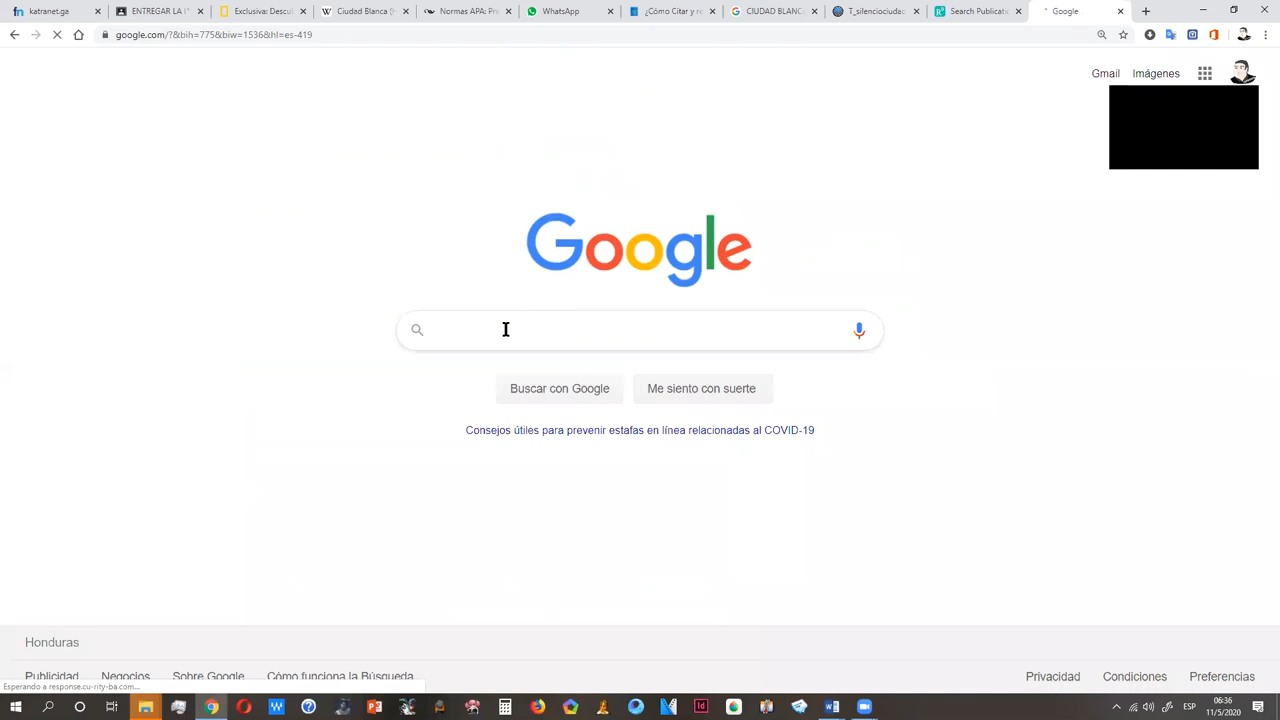 katranet.g
ENTREGAR LA I
Exclusiva: Descul
Ciudad Blanca (
Normas APA: Pr
WhatsApp
¿Cómo Citar y re
CIUDAD BLANC
T_silenciociudac
Search Publicati
Google
google.com/?&bih=775&biw=1536&hl=es-419
Gmail Imágenes
Google
Buscar con Google Me siento con suerte
Consejos útiles para prevenir estafas en línea relacionadas al COVID-19
Honduras
Publicidad Negocios Sobre Google Cómo funciona la Búsqueda Privacidad Condiciones Preferencias
Esperando a response.cu-rity-ba.com...
ESP
06:36
11/5/2020